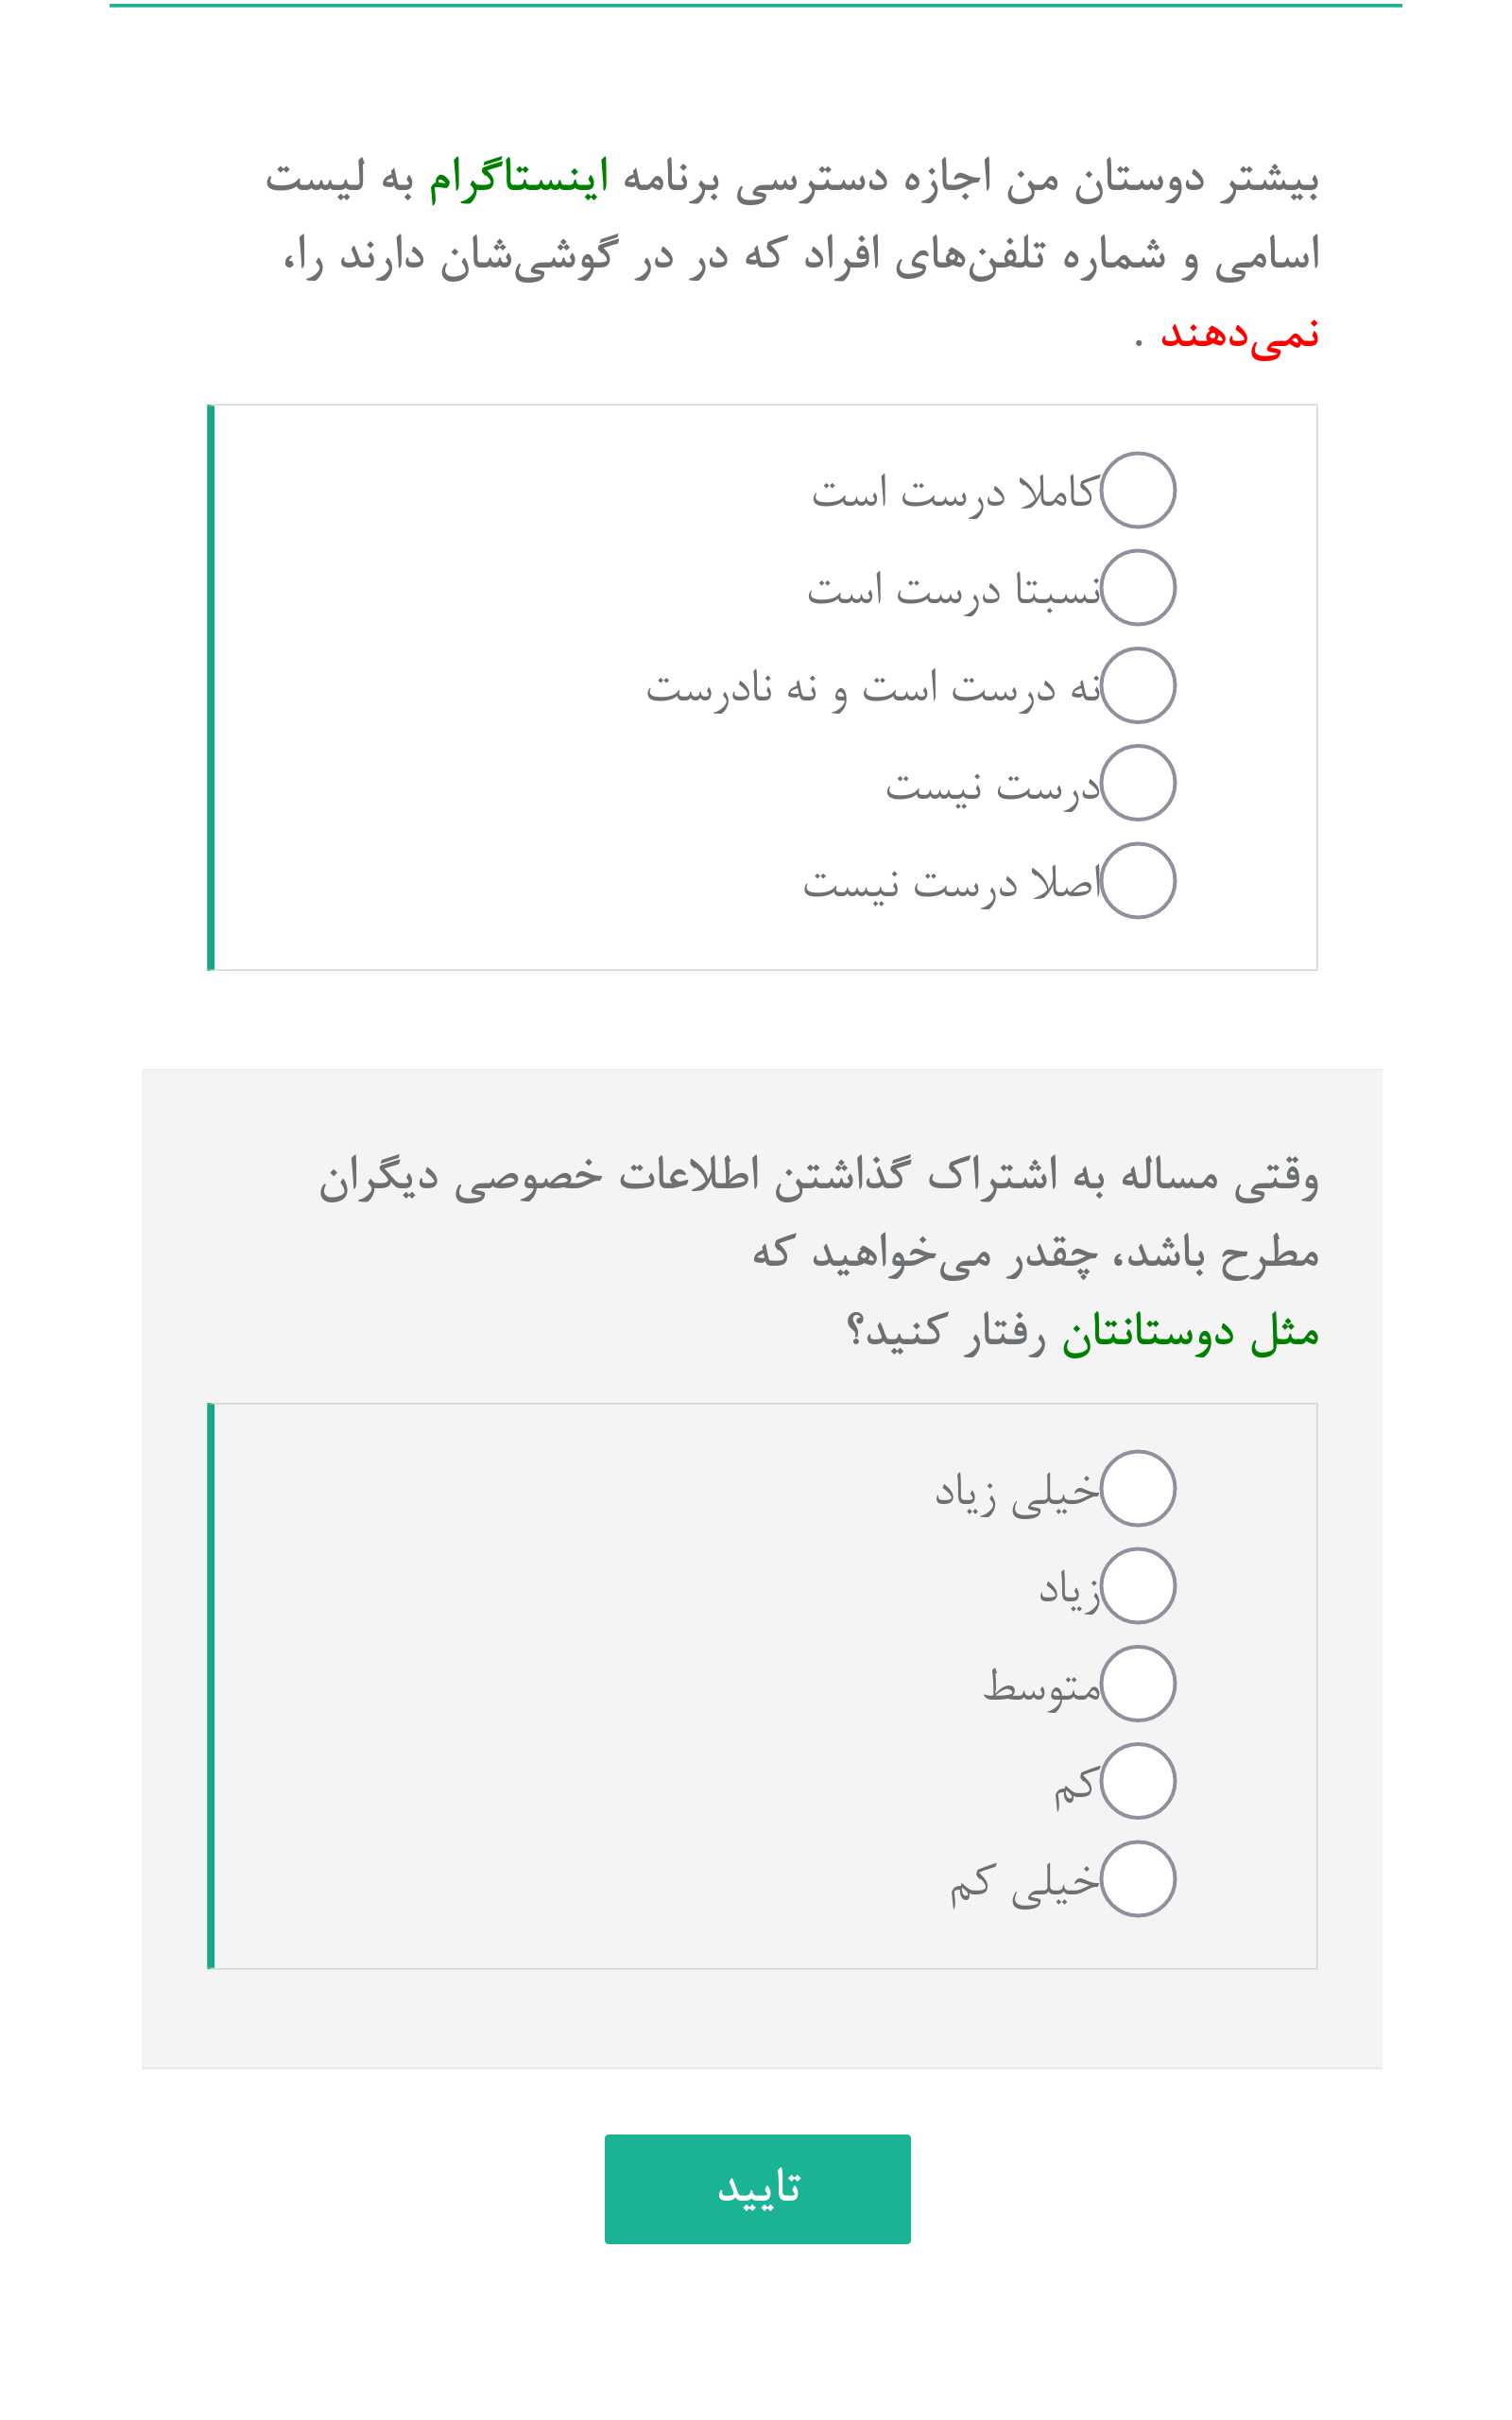 بیشتر دوستان من اجازه دسترسی برنامه اینستاگرام به لیست
اسامی و شماره تلفن‌های افراد که در در گوشی‌شان دارند را،
نمی‌دهند .
کاملا درست است
نسبتا درست است
نه درست است و نه نادرست
درست نیست
اصلا درست نیست
وقتی مساله به اشتراک گذاشتن اطلاعات خصوصی دیگران
مطرح باشد، چقدر می‌خواهید که
مثل دوستانتان رفتار کنید؟
خیلی زیاد
زیاد
متوسط
کم
خیلی کم
تایید